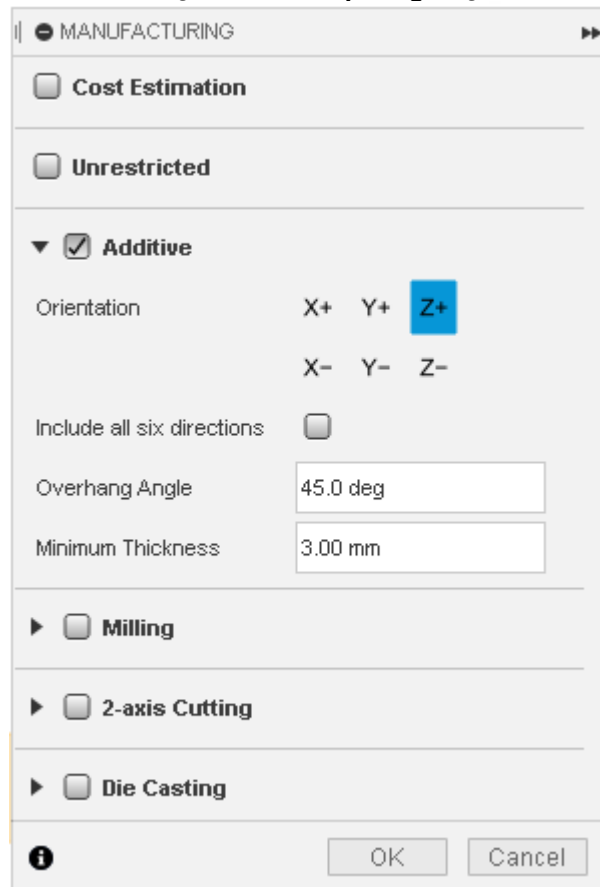 MANUFACTURING
Cost Estimation
Unrestricted
Additive
Orientation X+ Y+ Z+
X- Y- Z-
Include all six directions
Overhang Angle 45.0 deg
Minimum Thickness 3.00 mm
Milling
2-axis Cutting
Die Casting
OK Cancel